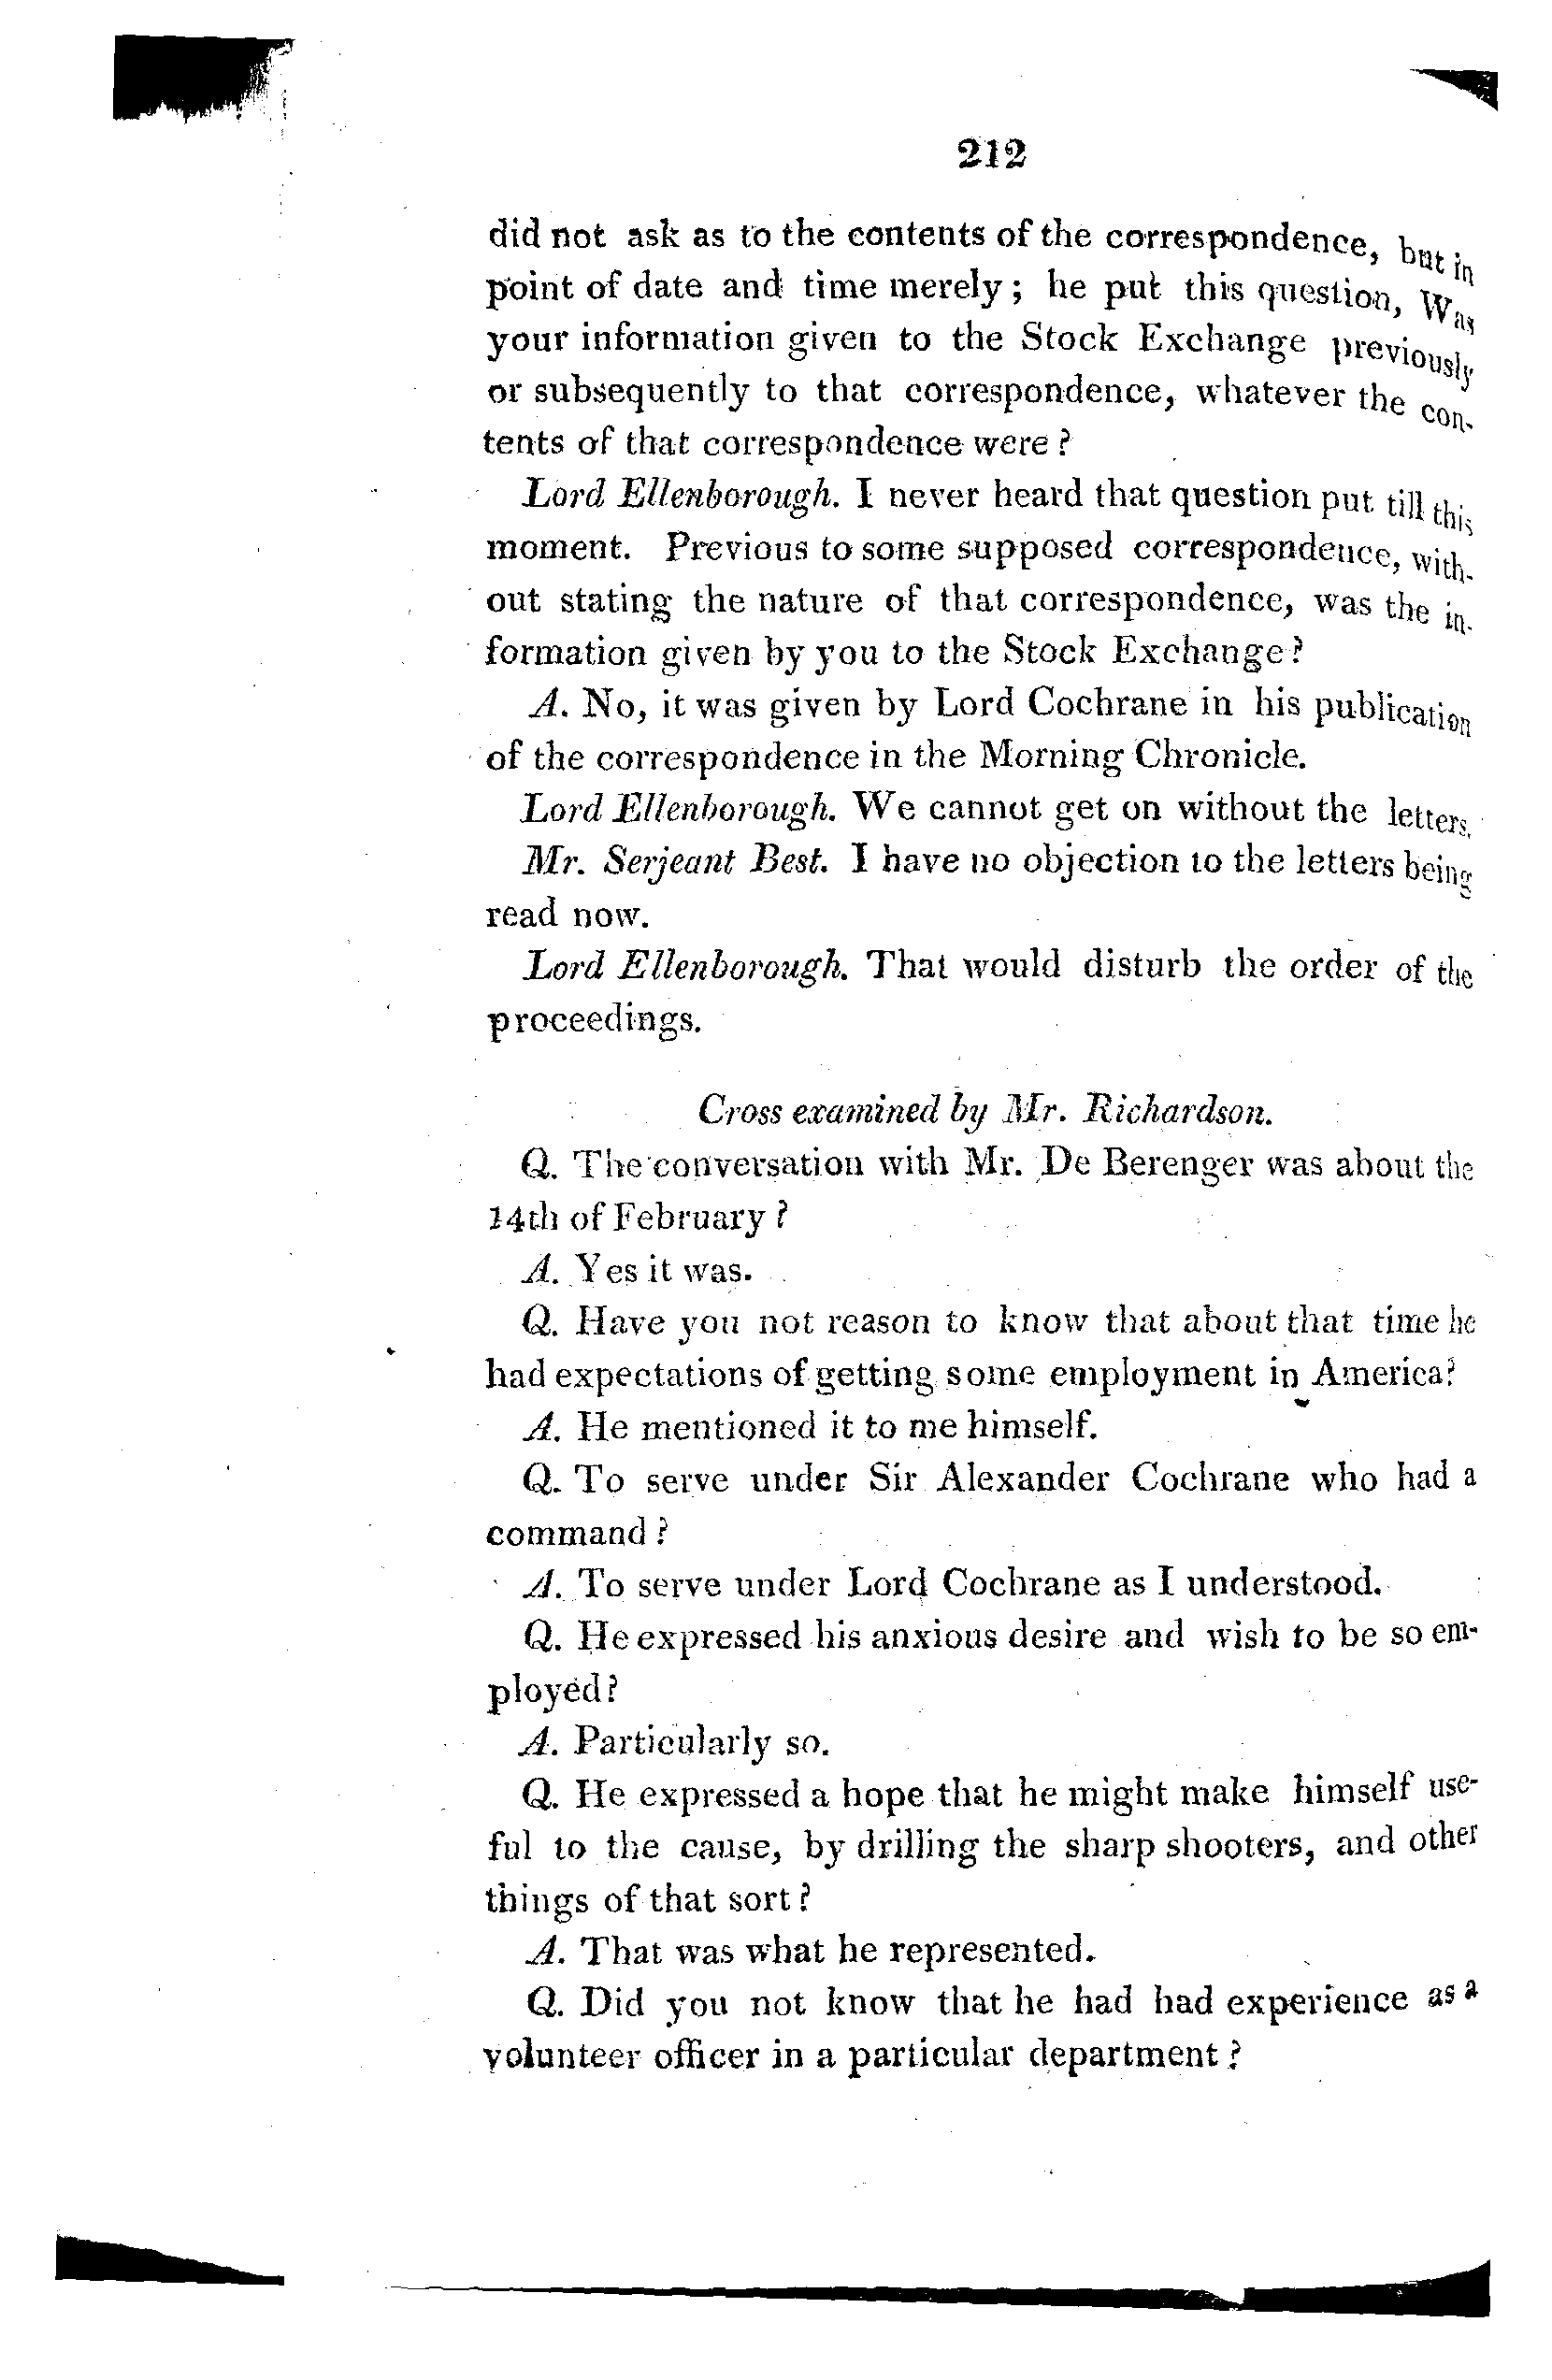 212
did not ask as to the contents of the correspondence, but in
point of date and time merely; he put this question, Was
your information given to the Stock Exchange previously
or subsequently to that correspondence, whatever the con-
tents of that correspondence were?
Lord Ellenborough. I never heard that question put till this
moment. Previous to some supposed correspondence, with-
out stating the nature of that correspondence, was the in-
formation given by you to the Stock Exchange?
A. No, it was given by Lord Cochrane in his publication
of the correspondence in the Morning Chronicle.
Lord Ellenborough. We cannot get on without the letters.
Mr. Serjeant Best. I have no objection to the letters being
read now.
Lord Ellenborough. That would disturb the order of the
proceedings.
Cross examined by Mr. Richardson.
Q. The conversation with Mr. De Berenger was about the
14th of February?
A. Yes it was.
Q. Have you not reason to know that about that time he
had expectations of getting some employment in America?
A. He mentioned it to me himself.
Q. To serve under Sir Alexander Cochrane who had a
command?
A. To serve under Lord Cochrane as I understood.
Q. He expressed his anxious desire and wish to be so em-
ployed?
A. Particularly so.
Q. He expressed a hope that he might make himself use-
ful to the cause, by drilling the sharp shooters, and other
things of that sort?
A. That was what he represented.
Q. Did you not know that he had had experience as a
volunteer officer in a particular department?